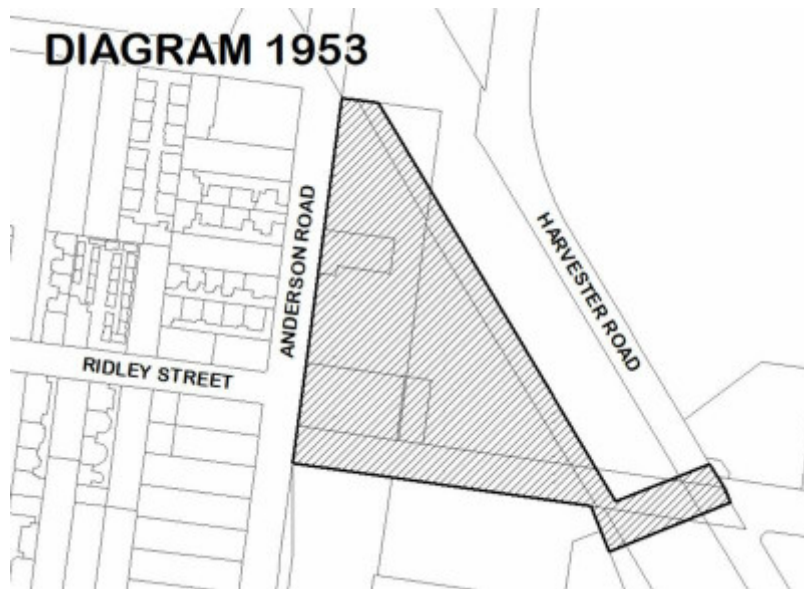 DIAGRAM 1953
ANDERSON ROAD
HARVESTER ROAD
RIDLEY STREET